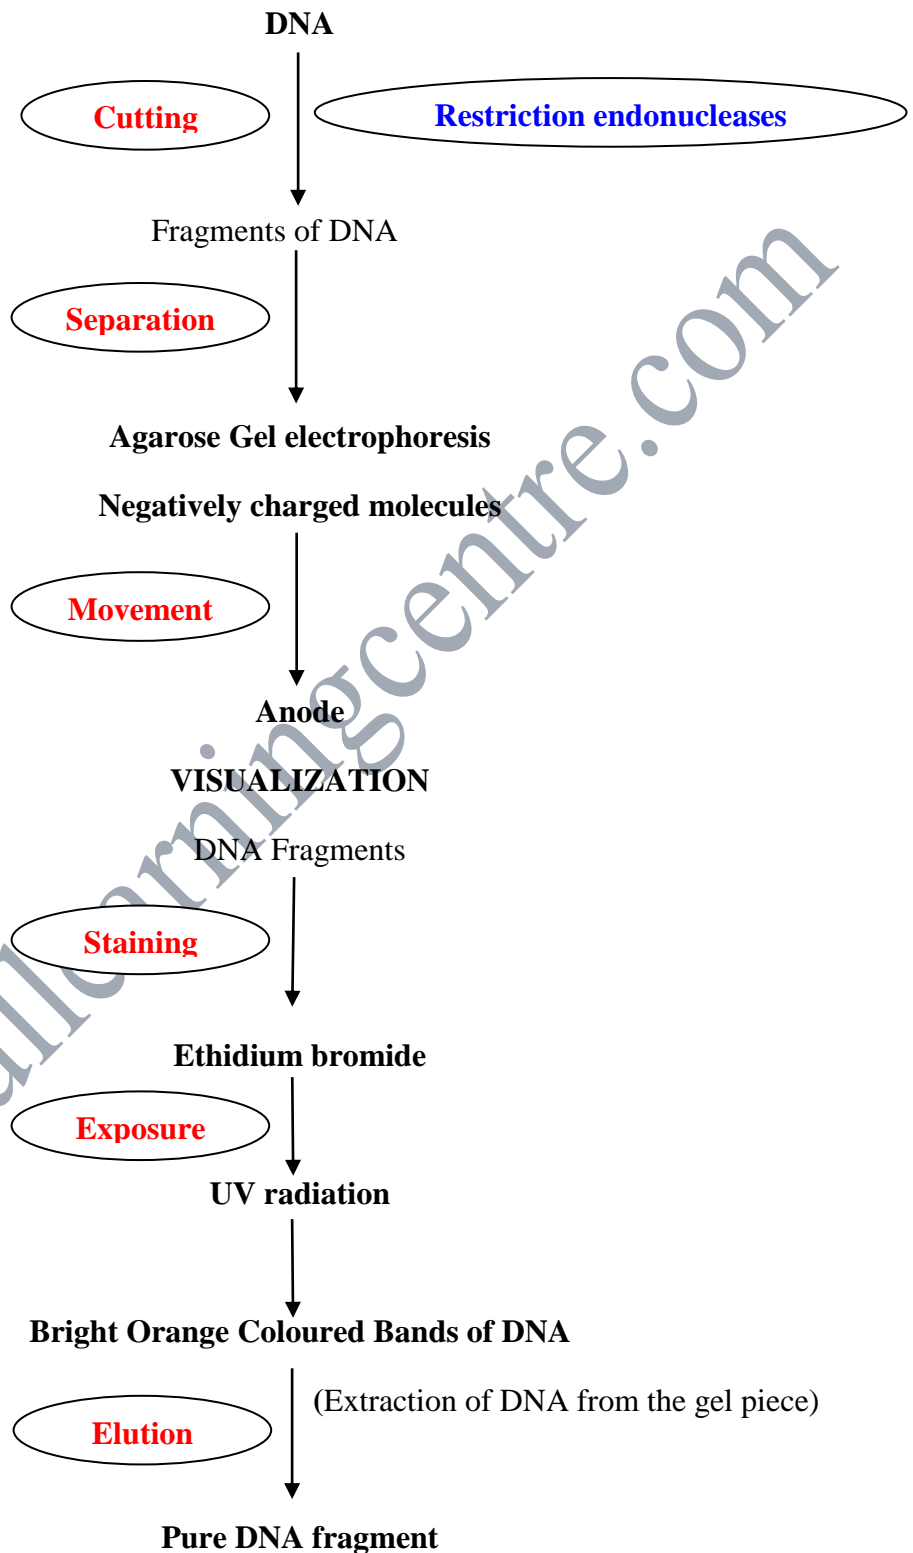 DNA
Cutting
Restriction endonucleases
Fragments of DNA
Separation
Agarose Gel electrophoresis
Negatively charged molecules
Movement
Anode
VISUALIZATION
DNA Fragments
Staining
Ethidium bromide
Exposure
UV radiation
Bright Orange Coloured Bands of DNA
(Extraction of DNA from the gel piece)
Elution
Pure DNA fragment
allearningcentre.com